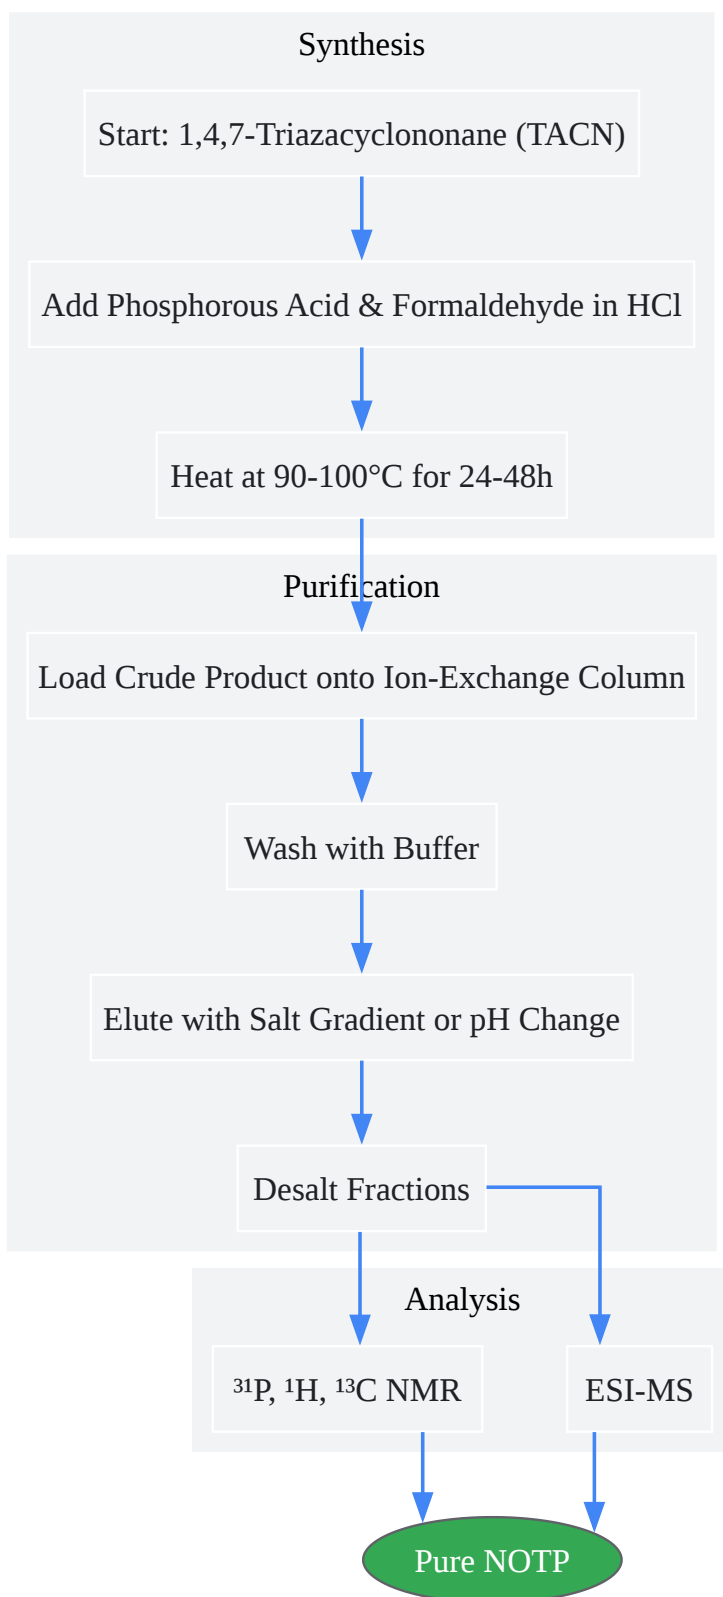 Synthesis
Start: 1,4,7-Triazacyclononane (TACN)
Add Phosphorous Acid & Formaldehyde in HCl
Heat at 90-100°C for 24-48h
Purification
Load Crude Product onto Ion-Exchange Column
Wash with Buffer
Elute with Salt Gradient or pH Change
Desalt Fractions
Analysis
³¹P, ¹H, ¹³C NMR
ESI-MS
Pure NOTP